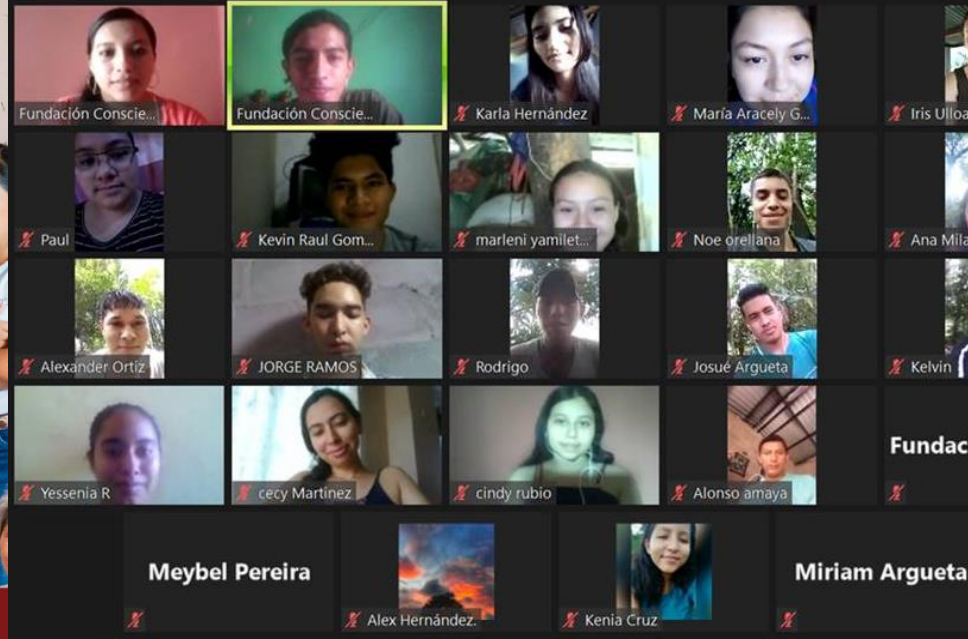 Fundación Conscie...
Fundación Conscie...
Karla Hernández
María Aracely G...
Iris Ulloa
Paul
Kevin Raul Gom...
marleni yamilet...
Noe orellana
Ana Mila
Alexander Ortiz
JORGE RAMOS
Rodrigo
Josué Argueta
Kelvin
Yessenia R
cecy Martinez
cindy rubio
Alonso amaya
Fundac
Meybel Pereira
Alex Hernández.
Kenia Cruz
Miriam Argueta